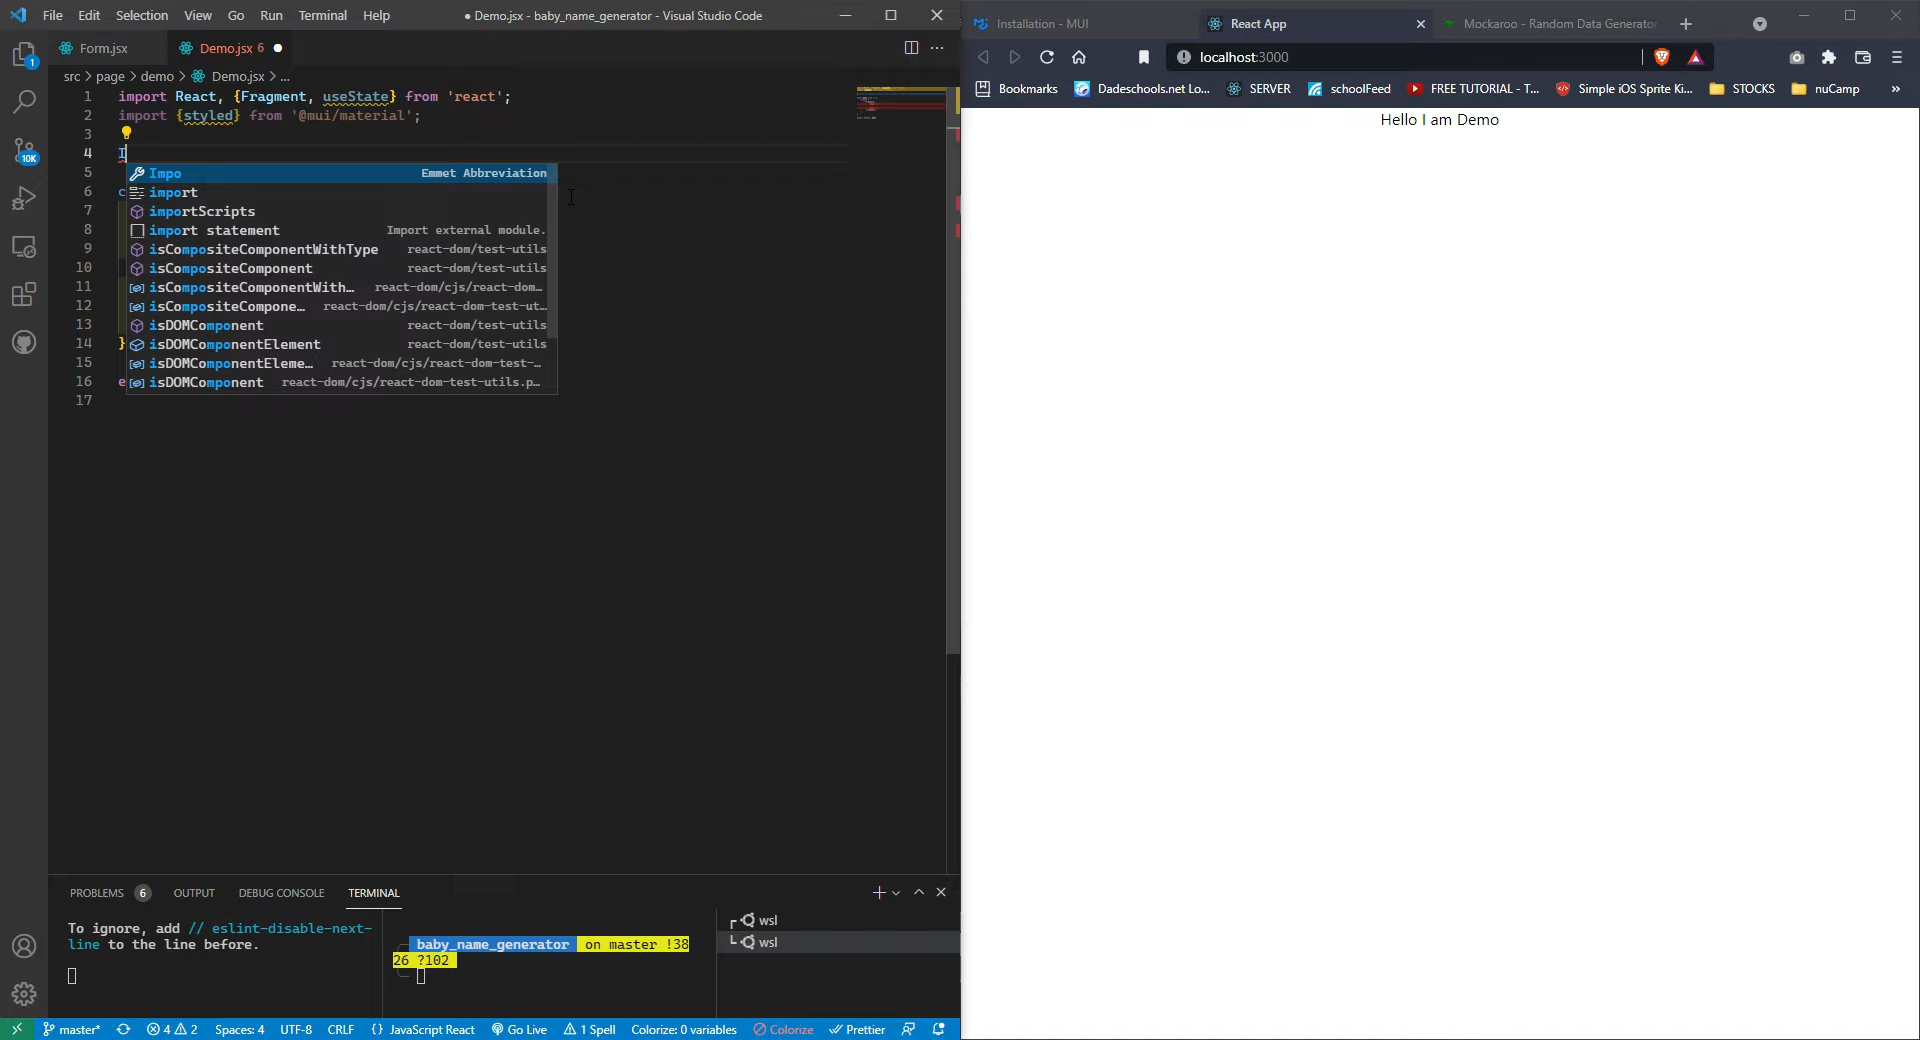 File Edit Selection View Go Run Terminal Help
● Demo.jsx - baby_name_generator - Visual Studio Code
Form.jsx
Demo.jsx 6 ●
src > page > demo > Demo.jsx > ...
1 import React, {Fragment, useState} from 'react';
2 import {styled} from '@mui/material';
3
4 I
5
6 c
7
8
9
10
11
12
13
14 }
15
16 e
17
Impo Emmet Abbreviation
import
importScripts
import statement Import external module.
isCompositeComponentWithType react-dom/test-utils
isCompositeComponent react-dom/test-utils
isCompositeComponentWith… react-dom/cjs/react-dom…
isCompositeCompone… react-dom/cjs/react-dom-test-ut…
isDOMComponent react-dom/test-utils
isDOMComponentElement react-dom/test-utils
isDOMComponentEleme… react-dom/cjs/react-dom-test-…
isDOMComponent react-dom/cjs/react-dom-test-utils.p…
1
10K
PROBLEMS 6 OUTPUT DEBUG CONSOLE TERMINAL
To ignore, add // eslint-disable-next-
line to the line before.
baby_name_generator on master !38
26 ?102
wsl
wsl
master* 4 2 Spaces: 4 UTF-8 CRLF {} JavaScript React Go Live 1 Spell Colorize: 0 variables Colorize Prettier
Installation - MUI
React App
Mockaroo - Random Data Generator
localhost:3000
Bookmarks Dadeschools.net Lo... SERVER schoolFeed FREE TUTORIAL - T... Simple iOS Sprite Ki... STOCKS nuCamp »
Hello I am Demo